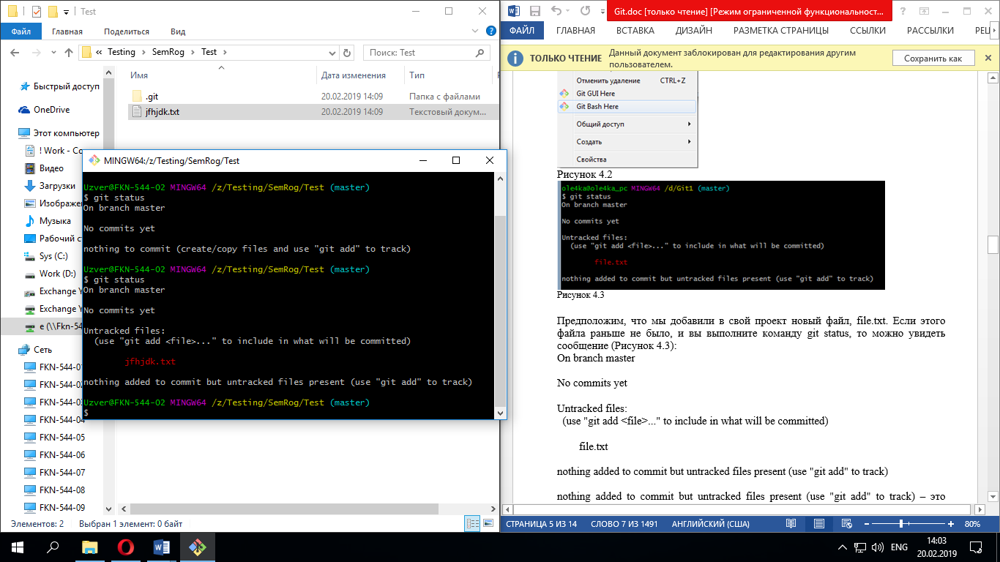 Test
Файл
Главная
Поделиться
Вид
« Testing > SemRog > Test >
Поиск: Test
Имя
Дата изменения
Тип
.git
20.02.2019 14:09
Папка с файлами
jfhjdk.txt
20.02.2019 14:09
Текстовый докум...
Быстрый доступ
OneDrive
Этот компьютер
! Work - Co
Видео
Загрузки
Изображе
Музыка
Рабочий ст
Sys (C:)
Work (D:)
Exchange Y
Exchange Y
e (\\Fkn-54
Сеть
FKN-544-0
FKN-544-0
FKN-544-03
FKN-544-04
FKN-544-05
FKN-544-06
FKN-544-07
FKN-544-08
FKN-544-09
Элементов: 2
Выбран 1 элемент: 0 байт
MINGW64:/z/Testing/SemRog/Test
Uzver@FKN-544-02 MINGW64 /z/Testing/SemRog/Test (master)
$ git status
On branch master
No commits yet
nothing to commit (create/copy files and use "git add" to track)
Uzver@FKN-544-02 MINGW64 /z/Testing/SemRog/Test (master)
$ git status
On branch master
No commits yet
Untracked files:
(use "git add <file>..." to include in what will be committed)
jfhjdk.txt
nothing added to commit but untracked files present (use "git add" to track)
Uzver@FKN-544-02 MINGW64 /z/Testing/SemRog/Test (master)
$
Git.doc [только чтение] [Режим ограниченной функциональност...
ФАЙЛ
ГЛАВНАЯ
ВСТАВКА
ДИЗАЙН
РАЗМЕТКА СТРАНИЦЫ
ССЫЛКИ
РАССЫЛКИ
РЕЦ
ТОЛЬКО ЧТЕНИЕ
Данный документ заблокирован для редактирования другим
пользователем.
Сохранить как
Отменить удаление CTRL+Z
Git GUI Here
Git Bash Here
Общий доступ
Создать
Свойства
Рисунок 4.2
ole4ka@ole4ka_pc MINGW64 /d/Git1 (master)
$ git status
On branch master
No commits yet
Untracked files:
(use "git add <file>..." to include in what will be committed)
file.txt
nothing added to commit but untracked files present (use "git add" to track)
Рисунок 4.3
Предположим, что мы добавили в свой проект новый файл, file.txt. Если этого
файла раньше не было, и вы выполните команду git status, то можно увидеть
сообщение (Рисунок 4.3):
On branch master
No commits yet
Untracked files:
(use "git add <file>..." to include in what will be committed)
file.txt
nothing added to commit but untracked files present (use "git add" to track)
nothing added to commit but untracked files present (use "git add" to track) – это
СТРАНИЦА 5 ИЗ 14
СЛОВО 7 ИЗ 1491
АНГЛИЙСКИЙ (США)
80%
ENG
14:03
20.02.2019